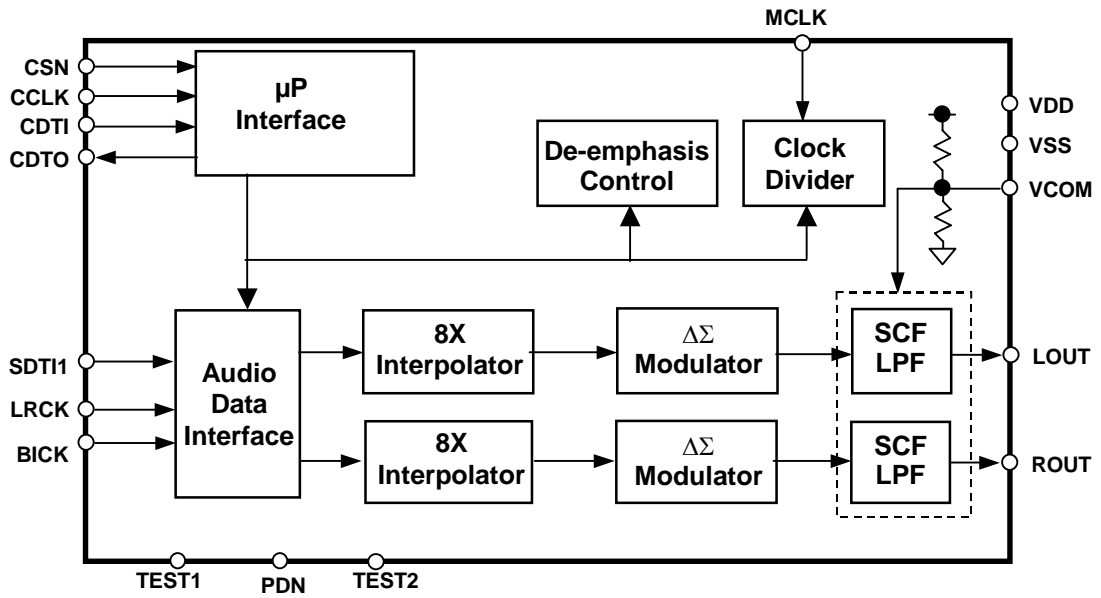 MCLK
CSN
CCLK
CDTI
CDTO
µP
Interface
De-emphasis
Control
Clock
Divider
VDD
VSS
VCOM
SDTI1
LRCK
BICK
Audio
Data
Interface
8X
Interpolator
ΔΣ
Modulator
SCF
LPF
LOUT
8X
Interpolator
ΔΣ
Modulator
SCF
LPF
ROUT
TEST1
PDN
TEST2